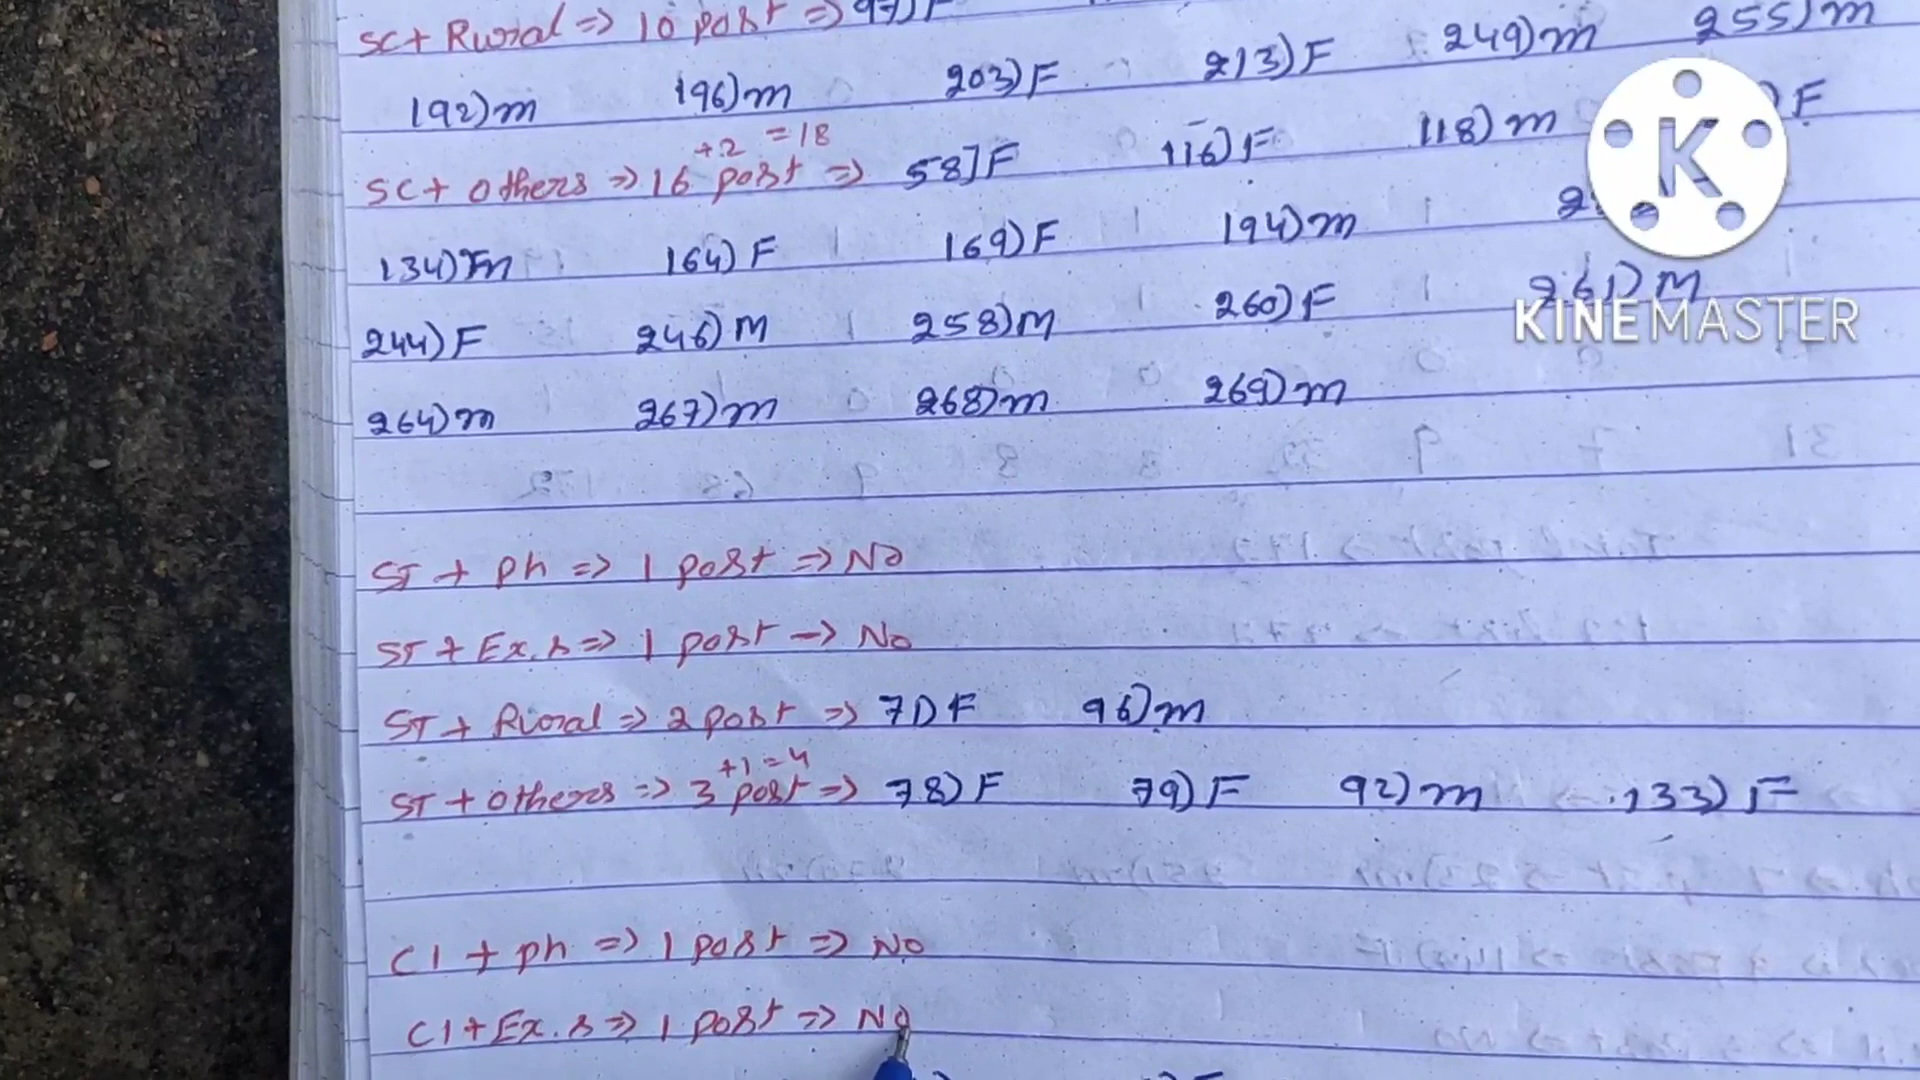 SC + Rural => 10 post => 97) F
249) m 255) m
192) m 196) m 203) F 213) F
+2 = 18
SC + Others => 16 post => 58] F 116) F 118) m ) F
134) m 164) F 169) F 194) m
244) F 246) M 258) M 260) F 261) M
264) m 267) m 268) m 269) m
ST + ph => 1 post => No
ST + Ex.s => 1 post -> No
ST + Rural => 2 post => 71) F 96) m
+1 = 4
ST + others => 3 post => 78) F 79) F 92) m 133) F
C1 + ph => 1 post => NO
C1 + Ex.s => 1 post => NO
K
KINEMASTER